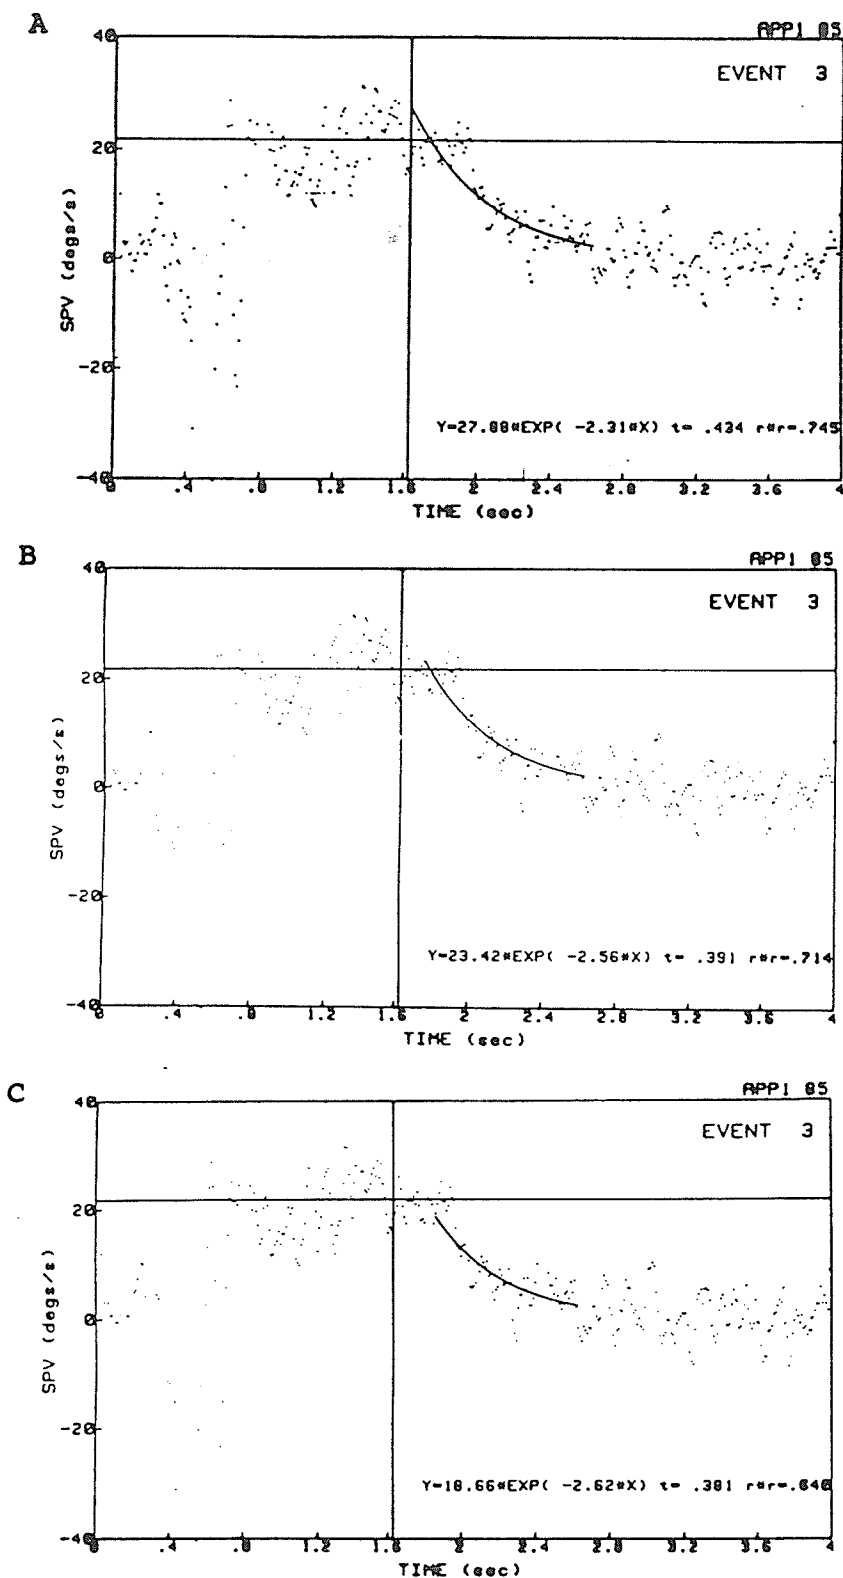 A
APP1 05
EVENT 3
40
20
0
-20
-40
SPV (degs/s)
Y=27.08*EXP( -2.31*X) t= .434 r*r=.745
0 .4 .8 1.2 1.6 2 2.4 2.8 3.2 3.6 4
TIME (sec)
B
APP1 05
EVENT 3
40
20
0
-20
-40
SPV (degs/s)
Y=23.42*EXP( -2.56*X) t= .391 r*r=.714
0 .4 .8 1.2 1.6 2 2.4 2.8 3.2 3.6 4
TIME (sec)
C
APP1 05
EVENT 3
40
20
0
-20
-40
SPV (degs/s)
Y=18.66*EXP( -2.62*X) t= .381
0 .4 .8 1.2 1.6 2 2.4 2.8 3.2 3.6 4
TIME (sec)